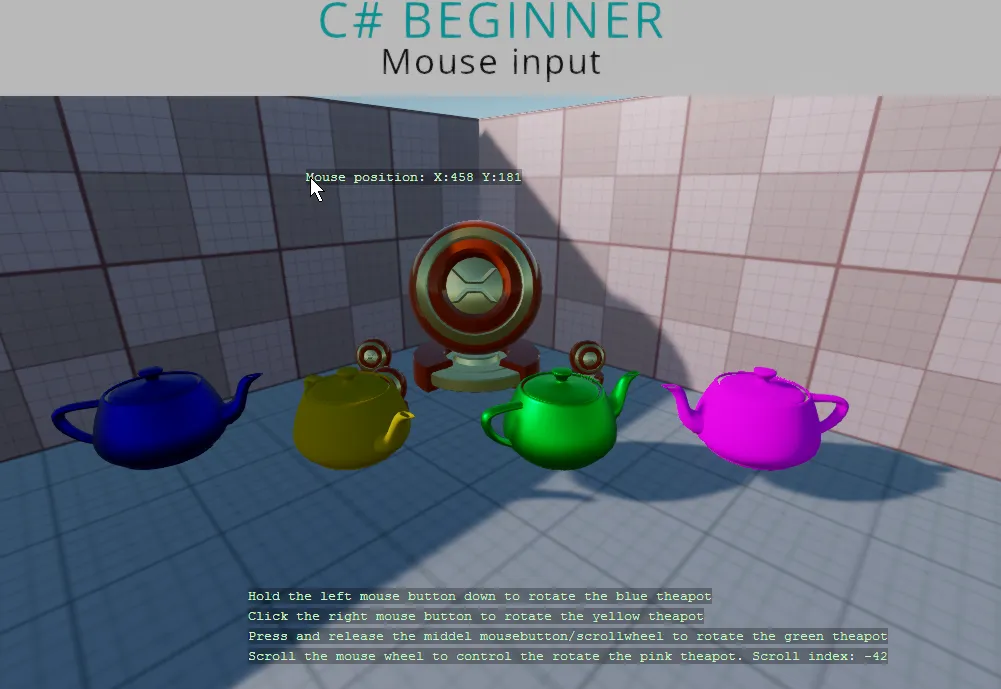 C# BEGINNER
Mouse input
Mouse position: X:458 Y:181
Hold the left mouse button down to rotate the blue theapot
Click the right mouse button to rotate the yellow theapot
Press and release the middel mousebutton/scrollwheel to rotate the green theapot
Scroll the mouse wheel to control the rotate the pink theapot. Scroll index: -42